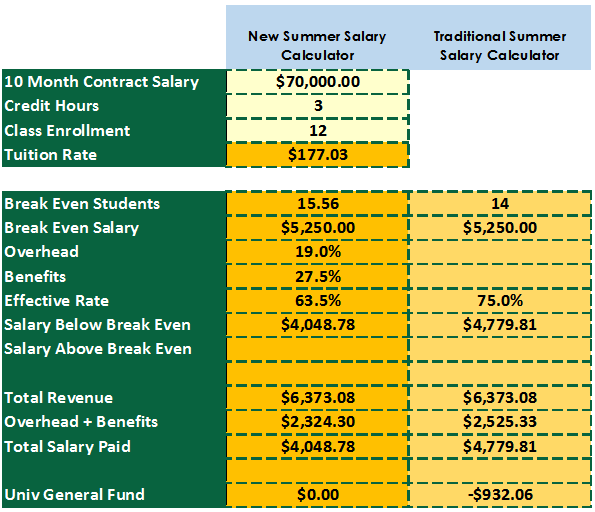 New Summer Salary Calculator Traditional Summer Salary Calculator
10 Month Contract Salary $70,000.00
Credit Hours 3
Class Enrollment 12
Tuition Rate $177.03
Break Even Students 15.56 14
Break Even Salary $5,250.00 $5,250.00
Overhead 19.0%
Benefits 27.5%
Effective Rate 63.5% 75.0%
Salary Below Break Even $4,048.78 $4,779.81
Salary Above Break Even
Total Revenue $6,373.08 $6,373.08
Overhead + Benefits $2,324.30 $2,525.33
Total Salary Paid $4,048.78 $4,779.81
Univ General Fund $0.00 -$932.06